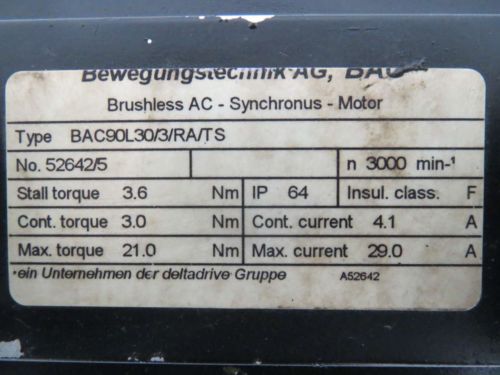 Bewegungstechnik AG, BAC
Brushless AC - Synchronus - Motor
Type BAC90L30/3/RA/TS
No. 52642/5 n 3000 min-¹
Stall torque 3.6 Nm IP 64 Insul. class. F
Cont. torque 3.0 Nm Cont. current 4.1 A
Max. torque 21.0 Nm Max. current 29.0 A
•ein Unternehmen der deltadrive Gruppe A52642